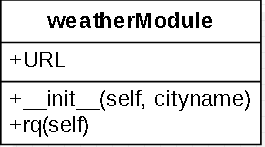 weatherModule
+URL
+__init__(self, cityname)
+rq(self)